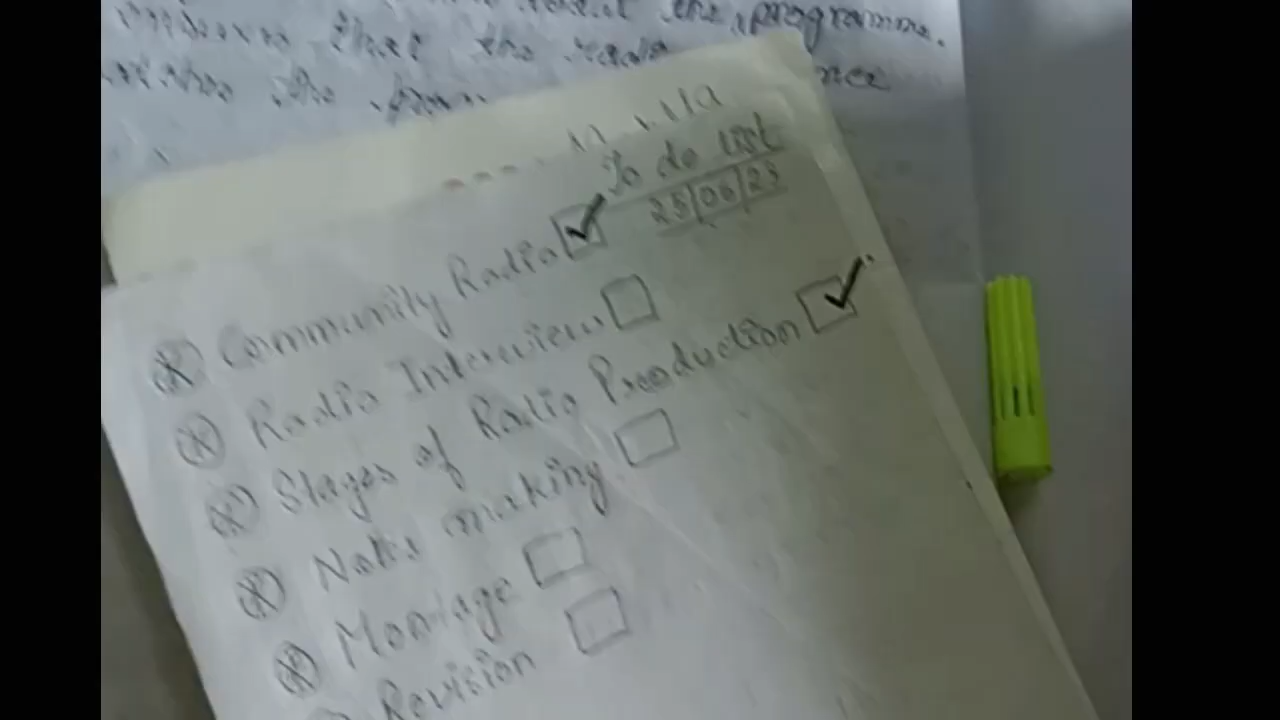 that the
the programme.
the
To do list
25/06/23
Community Radio
Radio Interview
Stages of Radio Production
Notes making
Montage
Revision